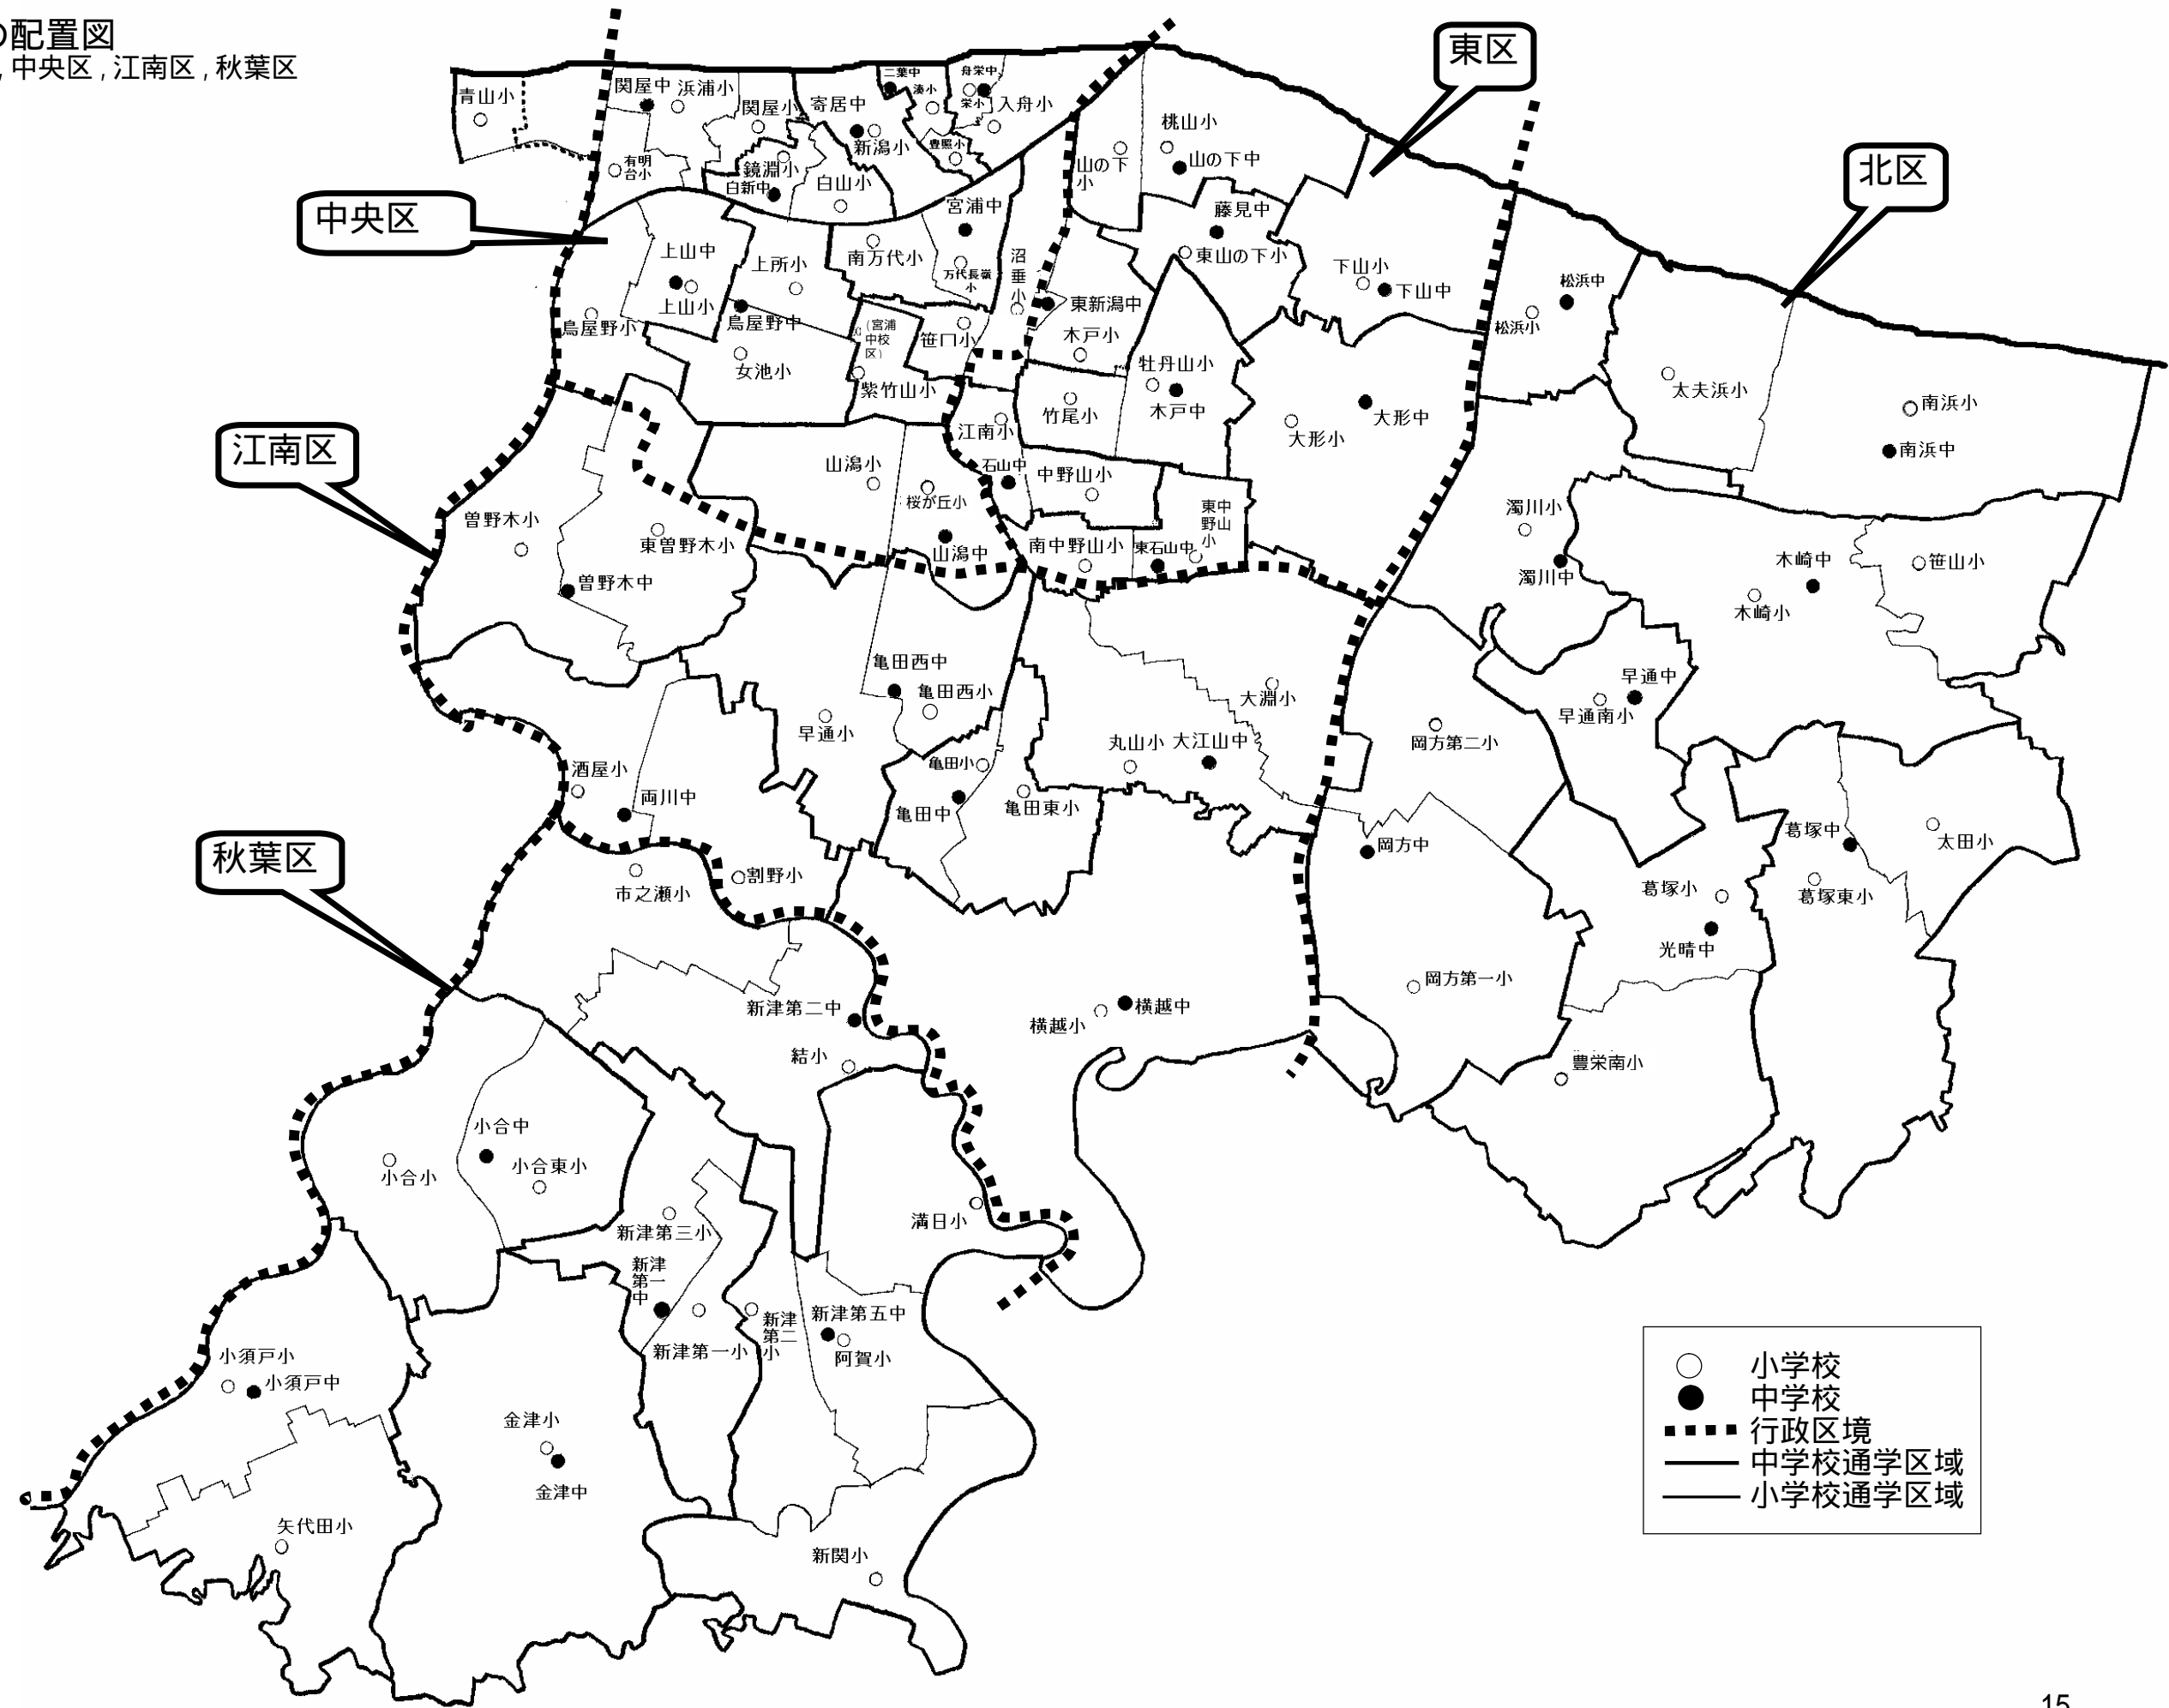 の配置図
, 中央区 , 江南区 , 秋葉区
東区
北区
中央区
江南区
秋葉区
青山小
関屋中
浜浦小
関屋小
寄居中
二葉中
湊小
舟栄中
栄小
入舟小
有明
台小
鏡淵小
白新中
白山小
新潟小
豊照小
山の下
小
桃山小
山の下中
宮浦中
藤見中
東山の下小
上山中
上山小
上所小
南万代小
万代長嶺
小
沼
垂
小
東新潟中
下山小
下山中
松浜中
松浜小
鳥屋野小
鳥屋野中
女池小
(宮浦
中校
区)
笹口小
木戸小
紫竹山小
牡丹山小
木戸中
竹尾小
大形小
大形中
太夫浜小
南浜小
南浜中
江南小
石山中
中野山小
山潟小
桜が丘小
山潟中
東中
野山
小
南中野山小
東石山中
濁川小
濁川中
木崎中
木崎小
笹山小
曽野木小
東曽野木小
曽野木中
亀田西中
亀田西小
大淵小
早通中
早通南小
早通小
丸山小
大江山中
岡方第二小
酒屋小
両川中
亀田小
亀田中
亀田東小
岡方中
葛塚中
太田小
市之瀬小
割野小
葛塚小
葛塚東小
光晴中
岡方第一小
新津第二中
横越小
横越中
結小
豊栄南小
小合中
小合小
小合東小
満日小
新津第三小
新津
第一
中
新津第一小
新津
第二
小
新津第五中
阿賀小
小須戸小
小須戸中
金津小
金津中
矢代田小
新関小
小学校
中学校
行政区境
中学校通学区域
小学校通学区域
15